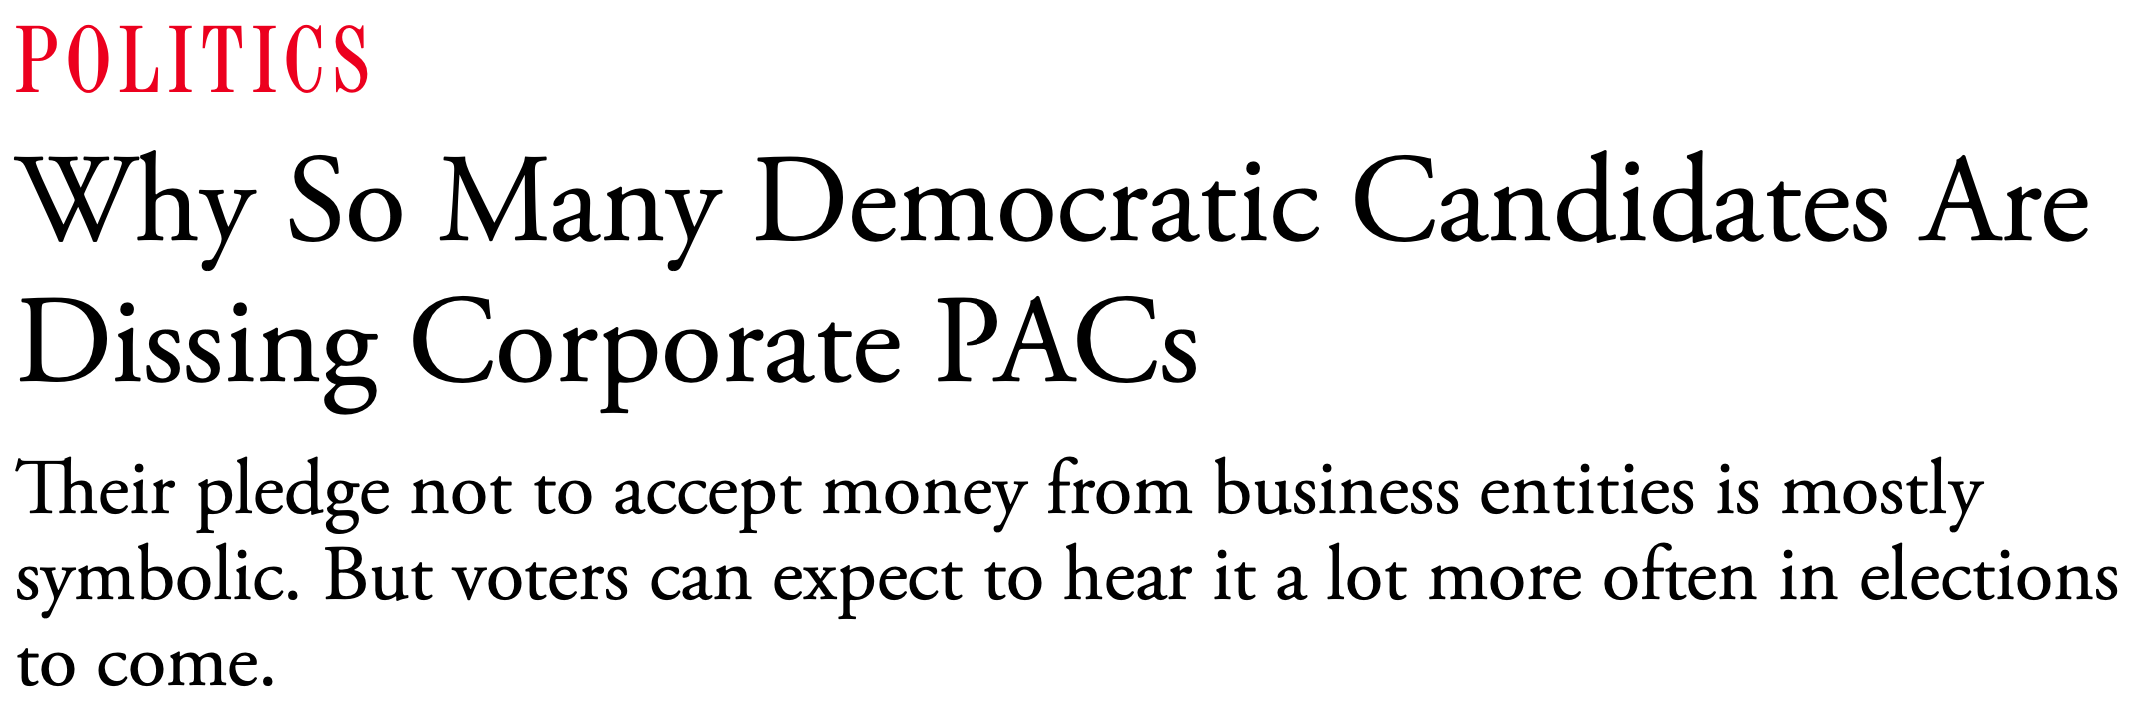 POLITICS
Why So Many Democratic Candidates Are
Dissing Corporate PACs
Their pledge not to accept money from business entities is mostly
symbolic. But voters can expect to hear it a lot more often in elections
to come.